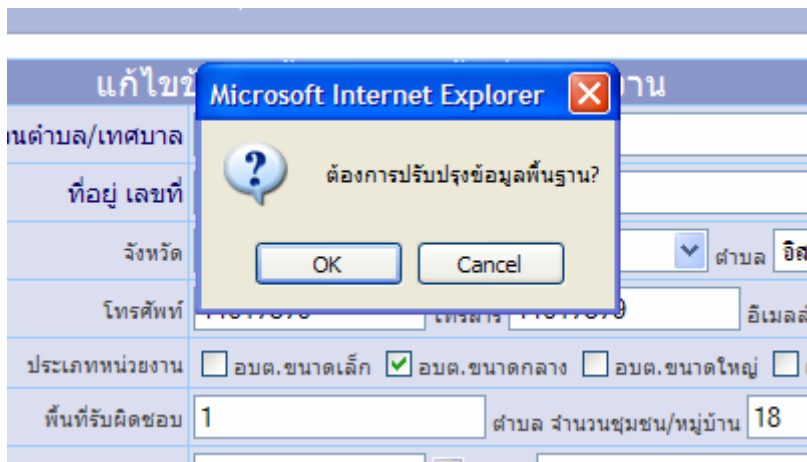 แก้ไข
Microsoft Internet Explorer
าน
นตำบล/เทศบาล
ต้องการปรับปรุงข้อมูลพื้นฐาน?
ที่อยู่ เลขที่
OK Cancel
จังหวัด ตำบล อิส
โทรศัพท์ โทรสาร อีเมลล์
ประเภทหน่วยงาน อบต.ขนาดเล็ก อบต.ขนาดกลาง อบต.ขนาดใหญ่
พื้นที่รับผิดชอบ 1 ตำบล จำนวนชุมชน/หมู่บ้าน 18